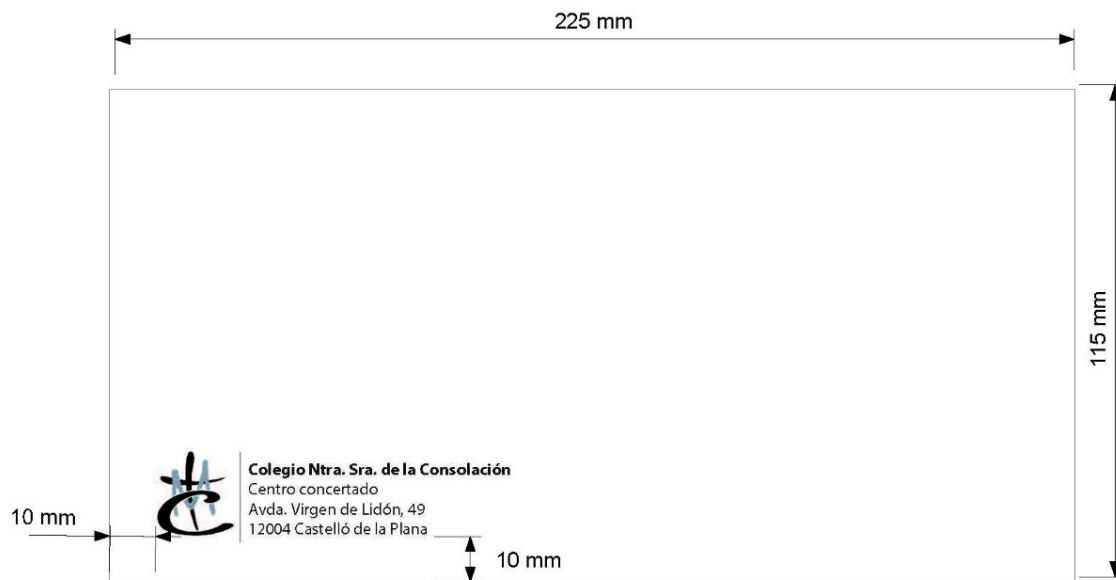 225 mm
115 mm
Colegio Ntra. Sra. de la Consolación
Centro concertado
Avda. Virgen de Lidón, 49
12004 Castelló de la Plana
10 mm
10 mm